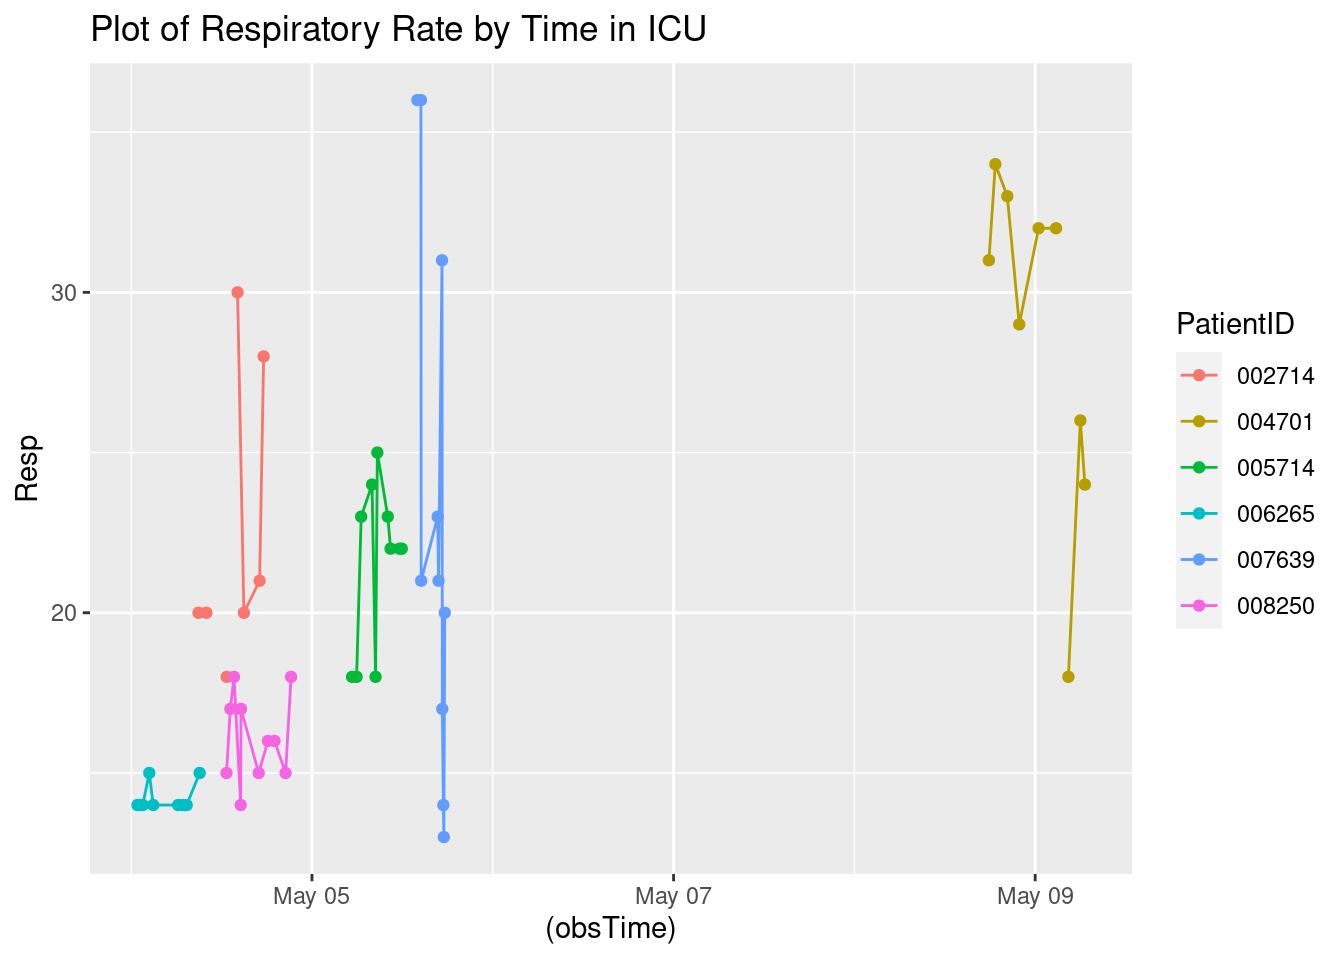 Plot of Respiratory Rate by Time in ICU
Resp
30
20
May 05
May 07
May 09
(obsTime)
PatientID
002714
004701
005714
006265
007639
008250